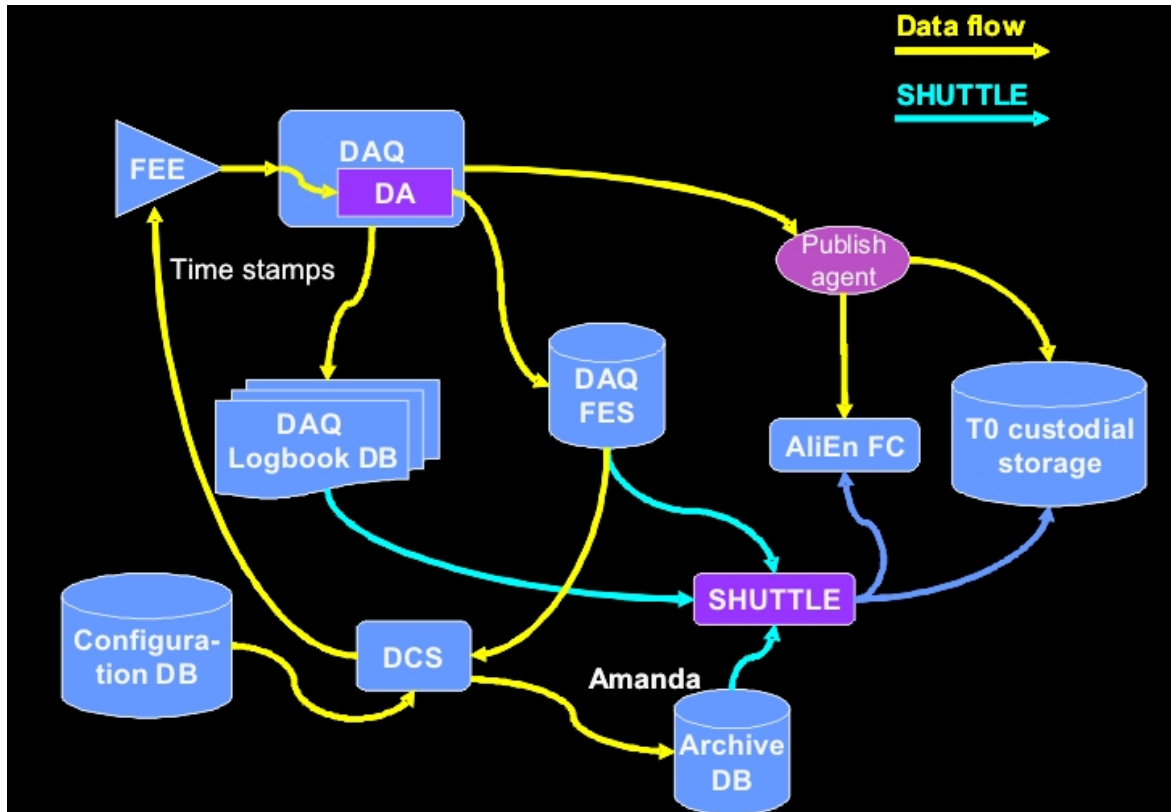 Data flow
SHUTTLE
FEE
DAQ
DA
Time stamps
Publish
agent
DAQ
FES
DAQ
Logbook DB
AliEn FC
T0 custodial
storage
SHUTTLE
Configura-
tion DB
DCS
Amanda
Archive
DB